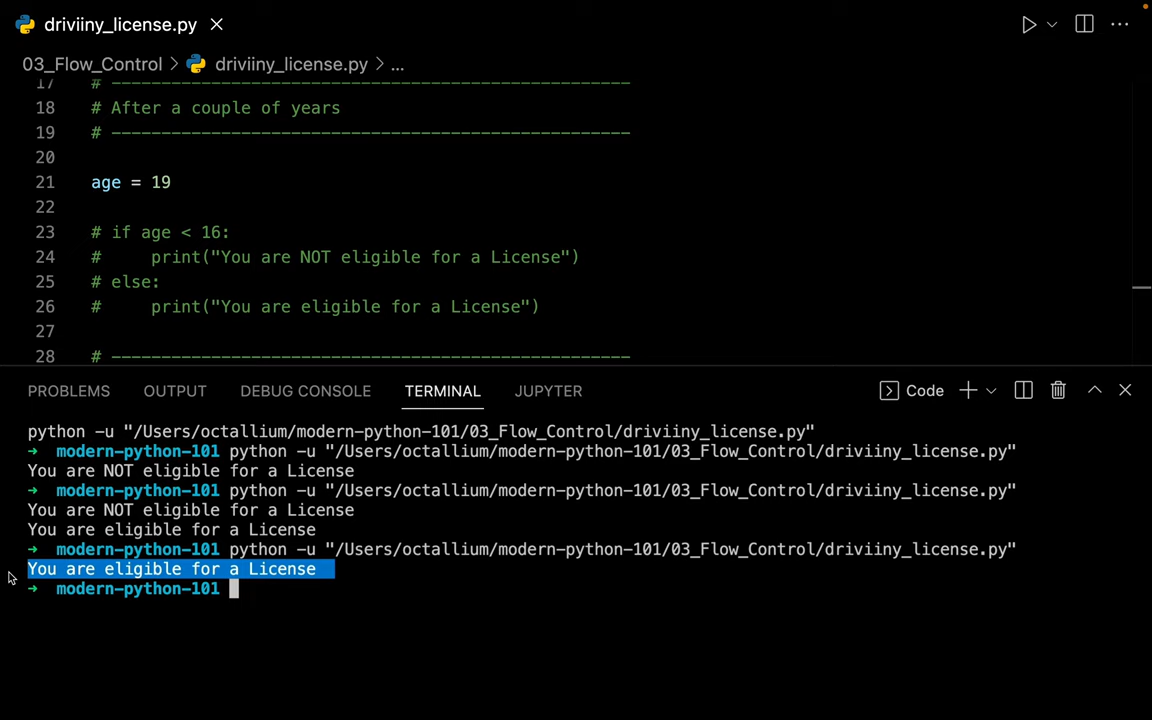 driviiny_license.py
03_Flow_Control > driviiny_license.py > ...
17 # ----------------------------------------------------
18 # After a couple of years
19 # ----------------------------------------------------
20
21 age = 19
22
23 # if age < 16:
24 #     print("You are NOT eligible for a License")
25 # else:
26 #     print("You are eligible for a License")
27
28 # ----------------------------------------------------
PROBLEMS OUTPUT DEBUG CONSOLE TERMINAL JUPYTER Code
python -u "/Users/octallium/modern-python-101/03_Flow_Control/driviiny_license.py"
→ modern-python-101 python -u "/Users/octallium/modern-python-101/03_Flow_Control/driviiny_license.py"
You are NOT eligible for a License
→ modern-python-101 python -u "/Users/octallium/modern-python-101/03_Flow_Control/driviiny_license.py"
You are NOT eligible for a License
You are eligible for a License
→ modern-python-101 python -u "/Users/octallium/modern-python-101/03_Flow_Control/driviiny_license.py"
You are eligible for a License
→ modern-python-101